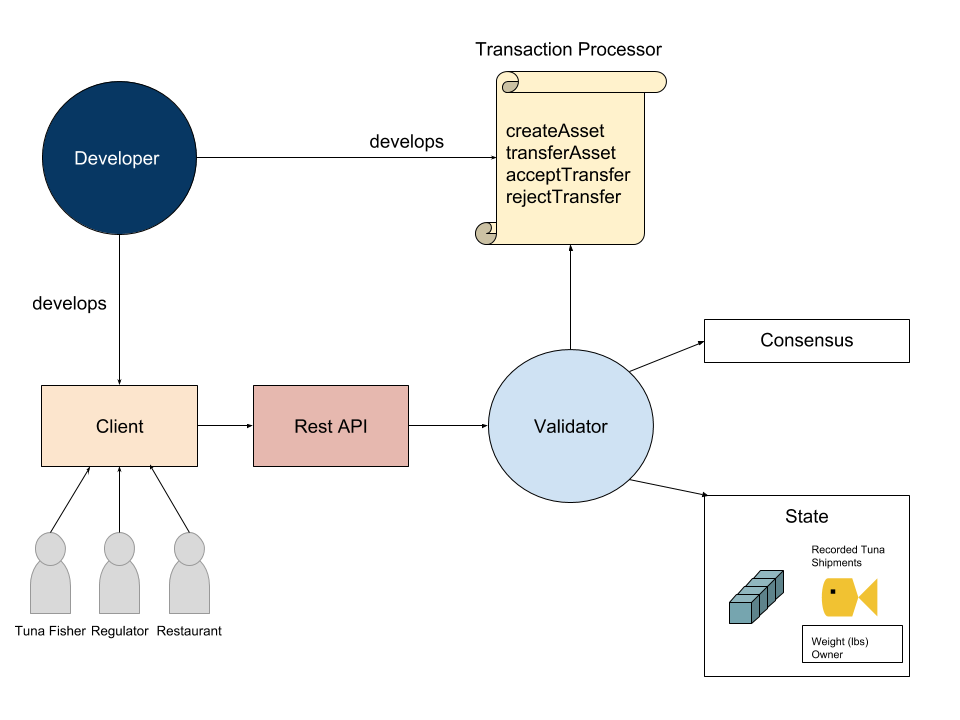 Transaction Processor
Developer
develops
createAsset
transferAsset
acceptTransfer
rejectTransfer
develops
Consensus
Client
Rest API
Validator
State
Recorded Tuna
Shipments
Weight (lbs)
Owner
Tuna Fisher
Regulator
Restaurant